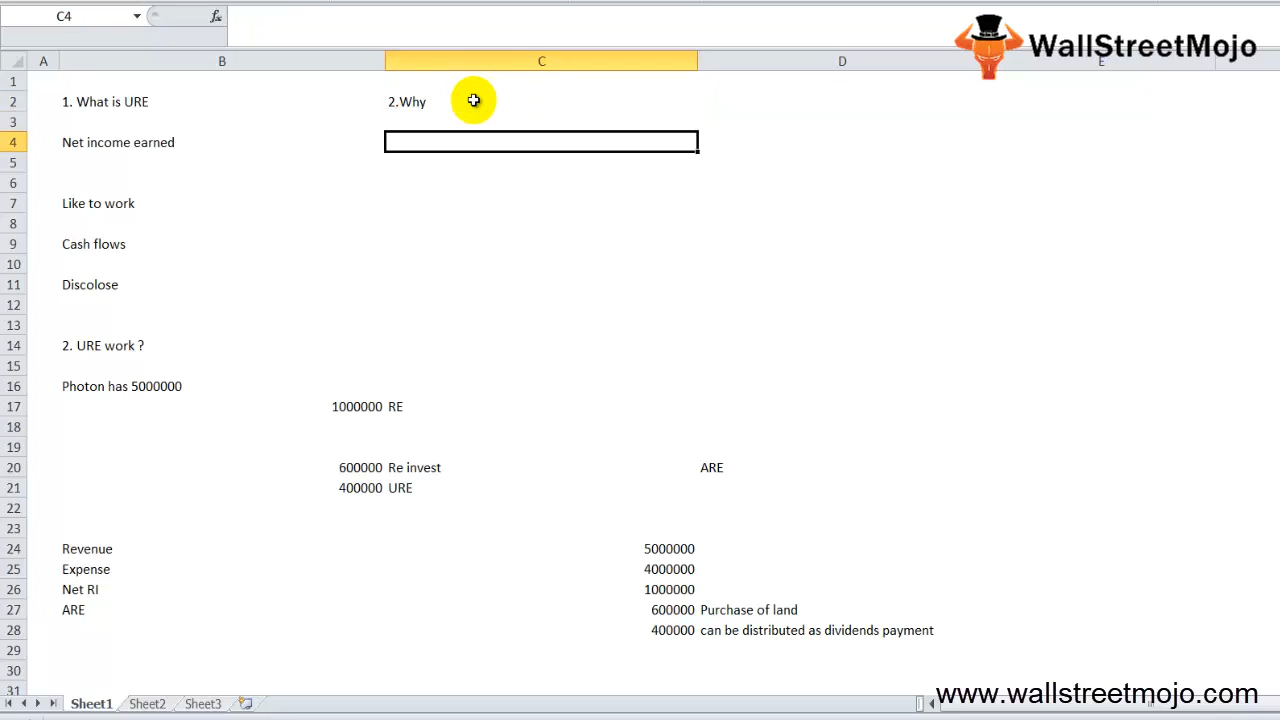 C4
fx
WallStreetMojo
A B C D E
1
2 1. What is URE 2.Why
3
4 Net income earned
5
6
7 Like to work
8
9 Cash flows
10
11 Discolose
12
13
14 2. URE work ?
15
16 Photon has 5000000
17 1000000 RE
18
19
20 600000 Re invest ARE
21 400000 URE
22
23
24 Revenue 5000000
25 Expense 4000000
26 Net RI 1000000
27 ARE 600000 Purchase of land
28 400000 can be distributed as dividends payment
29
30
31
Sheet1 Sheet2 Sheet3
www.wallstreetmojo.com